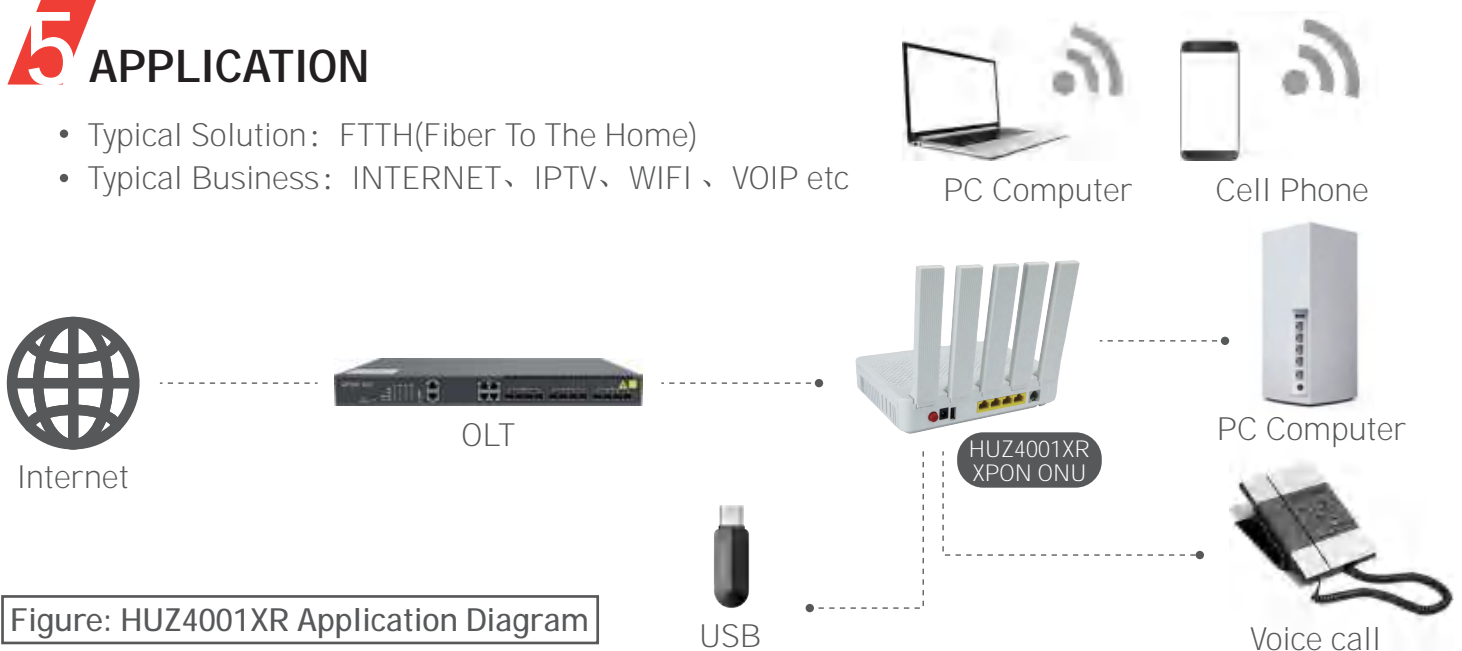 5 APPLICATION
• Typical Solution：FTTH(Fiber To The Home)
• Typical Business：INTERNET、IPTV、WIFI 、VOIP etc
PC Computer
Cell Phone
Internet
OLT
HUZ4001XR
XPON ONU
PC Computer
USB
Voice call
Figure: HUZ4001XR Application Diagram